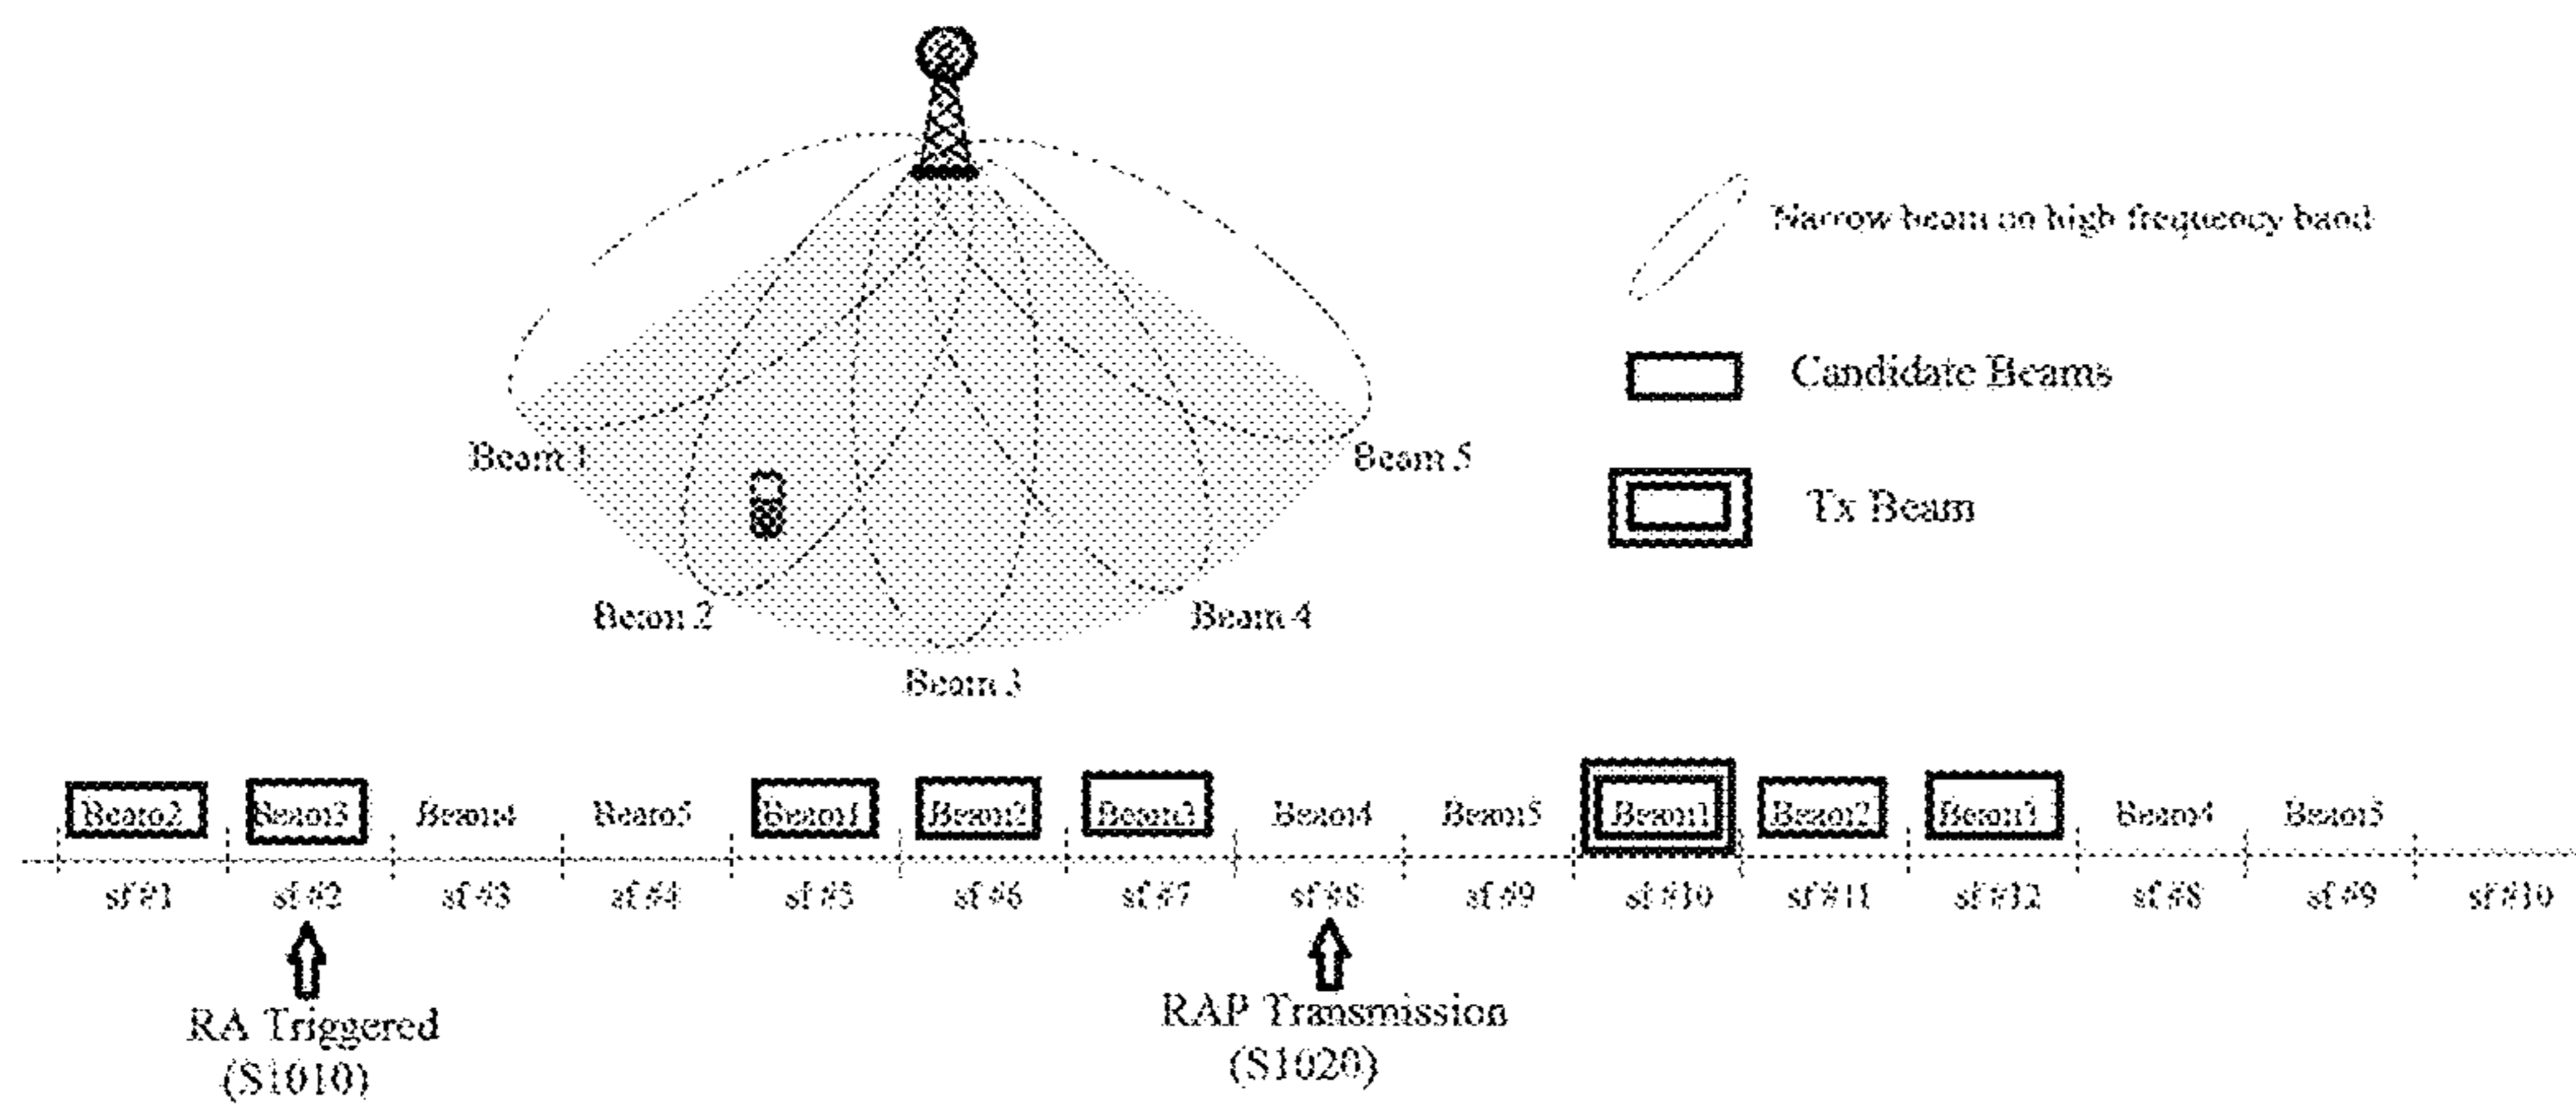 Narrow beam on high frequency band
Candidate Beams
Tx Beam
Beam 1
Beam 5
Beam 2
Beam 4
Beam 3
Beam2 Beam3 Beam4 Beam5 Beam1 Beam2 Beam3 Beam4 Beam5 Beam1 Beam2 Beam3 Beam4 Beam5
sf #1 sf #2 sf #3 sf #4 sf #5 sf #6 sf #7 sf #8 sf #9 sf #10 sf #11 sf #12 sf #8 sf #9 sf #10
RA Triggered
(S1010)
RAP Transmission
(S1020)